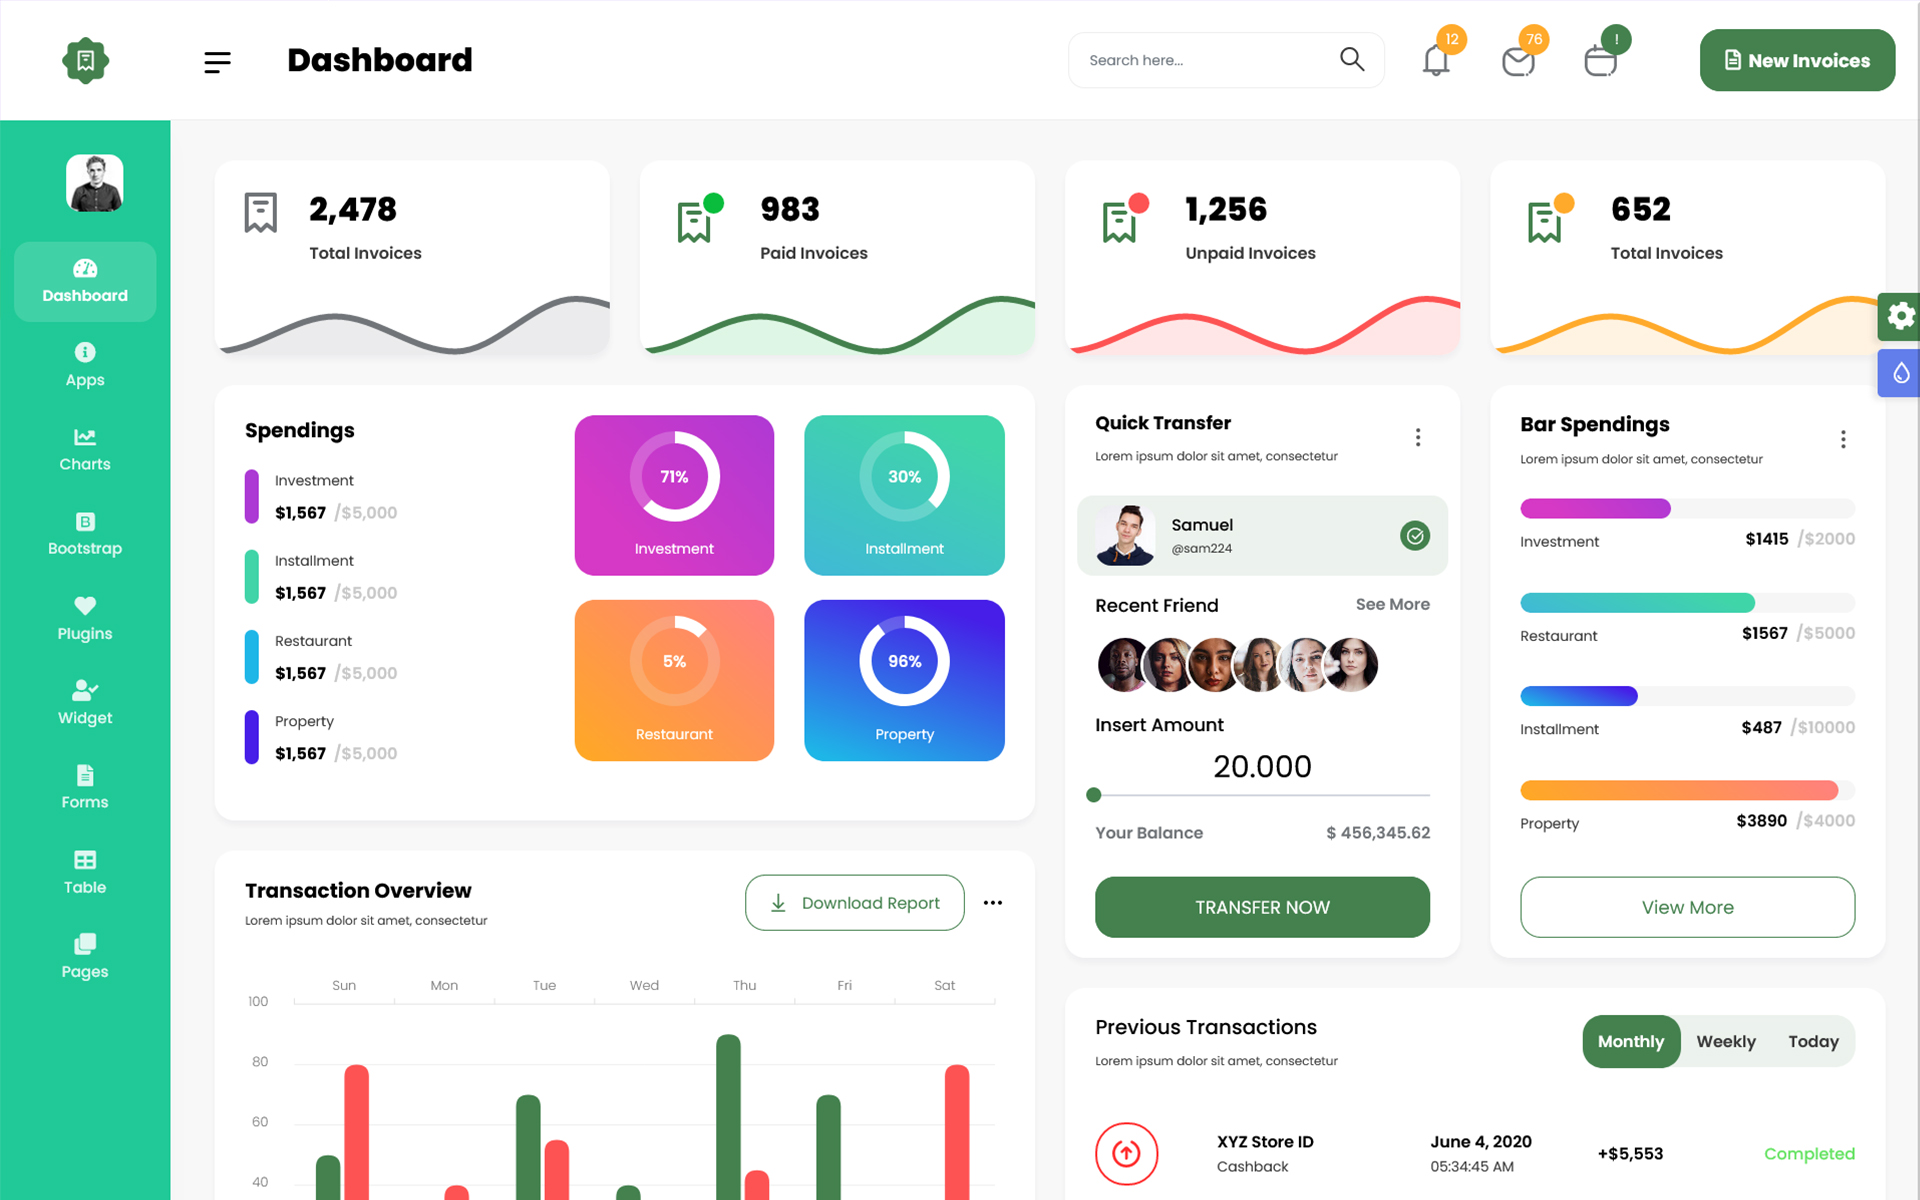 Dashboard
Search here...
12
76
!
New Invoices
Dashboard
Apps
Charts
Bootstrap
Plugins
Widget
Forms
Table
Pages
2,478
Total Invoices
983
Paid Invoices
1,256
Unpaid Invoices
652
Total Invoices
Spendings
Investment
$1,567 /$5,000
Installment
$1,567 /$5,000
Restaurant
$1,567 /$5,000
Property
$1,567 /$5,000
71%
Investment
30%
Installment
5%
Restaurant
96%
Property
Quick Transfer
Lorem ipsum dolor sit amet, consectetur
Samuel
@sam224
Recent Friend See More
Insert Amount
20.000
Your Balance $ 456,345.62
TRANSFER NOW
Bar Spendings
Lorem ipsum dolor sit amet, consectetur
Investment $1415 /$2000
Restaurant $1567 /$5000
Installment $487 /$10000
Property $3890 /$4000
View More
Transaction Overview
Lorem ipsum dolor sit amet, consectetur
Download Report
Sun Mon Tue Wed Thu Fri Sat
100
80
60
40
Previous Transactions
Lorem ipsum dolor sit amet, consectetur
Monthly Weekly Today
XYZ Store ID
Cashback
June 4, 2020
05:34:45 AM
+$5,553
Completed